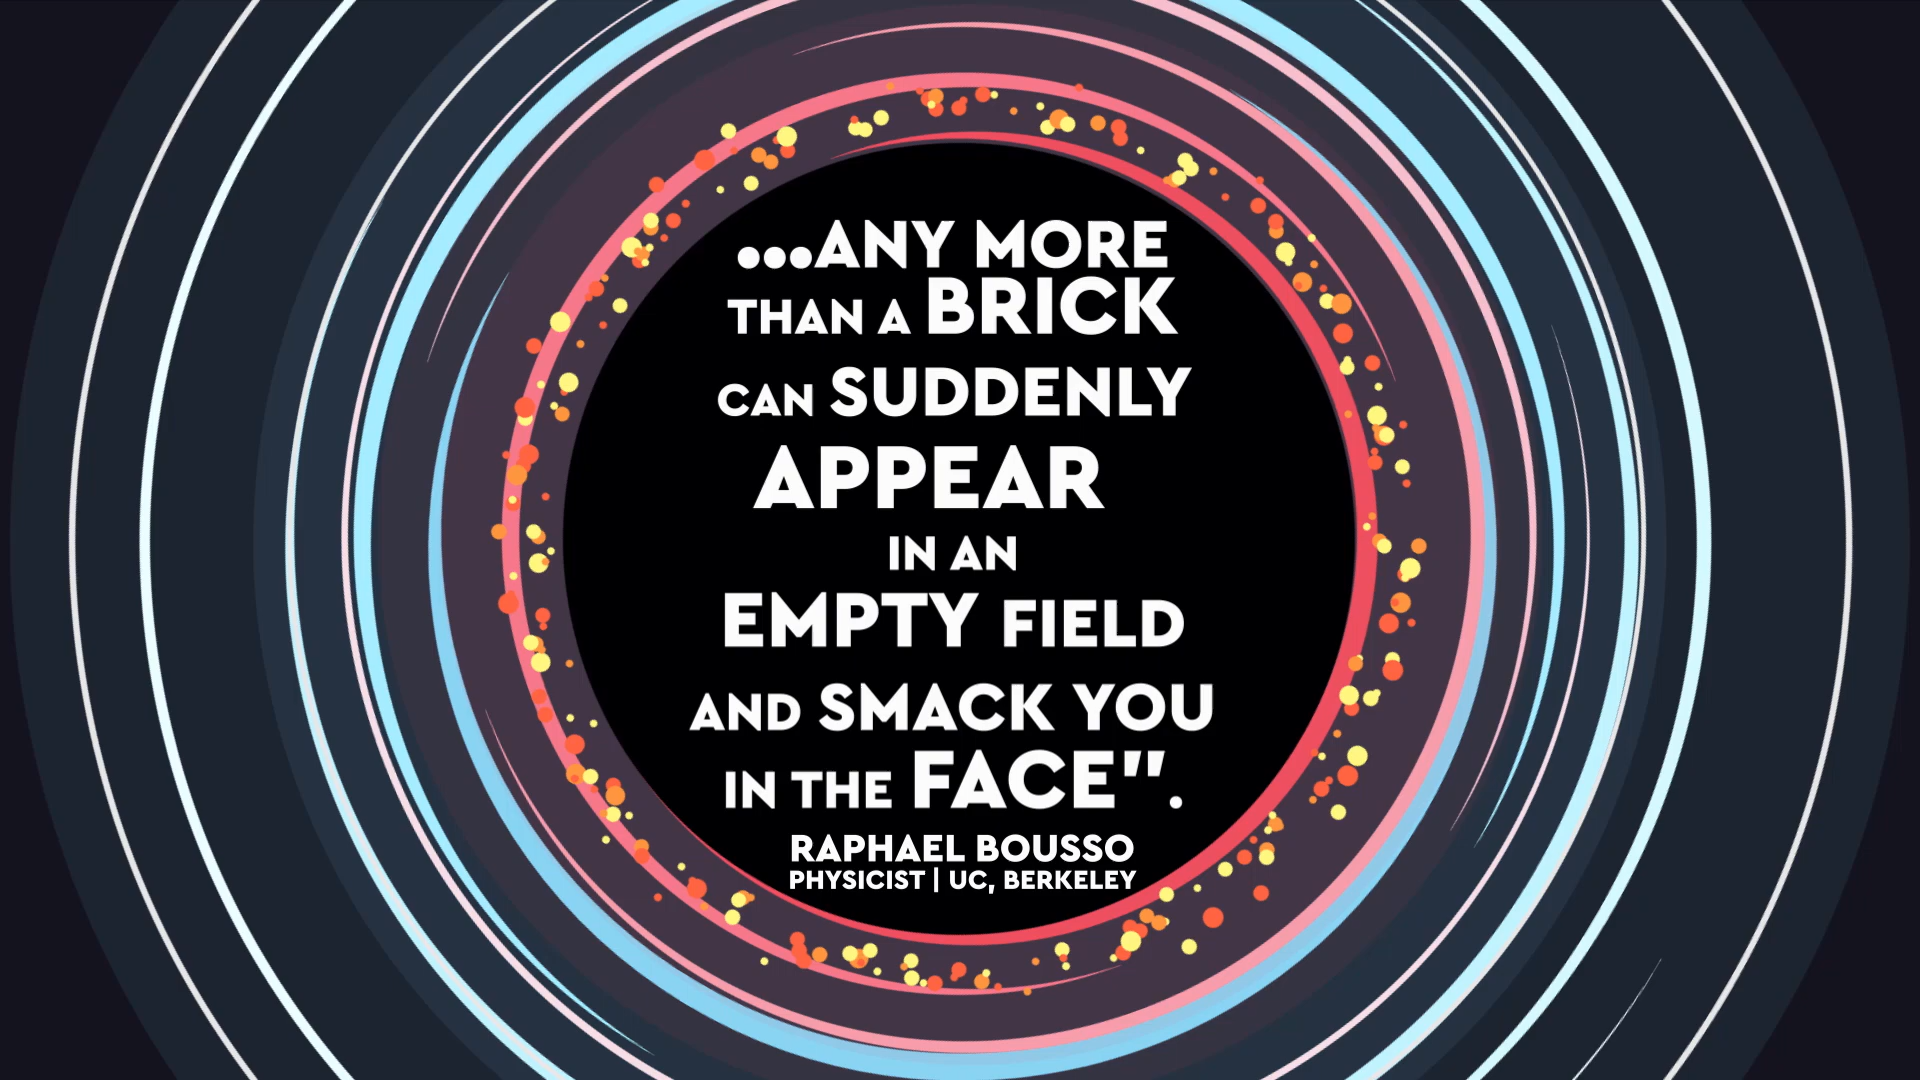 ...ANY MORE
THAN A BRICK
CAN SUDDENLY
APPEAR
IN AN
EMPTY FIELD
AND SMACK YOU
IN THE FACE".
RAPHAEL BOUSSO
PHYSICIST | UC, BERKELEY